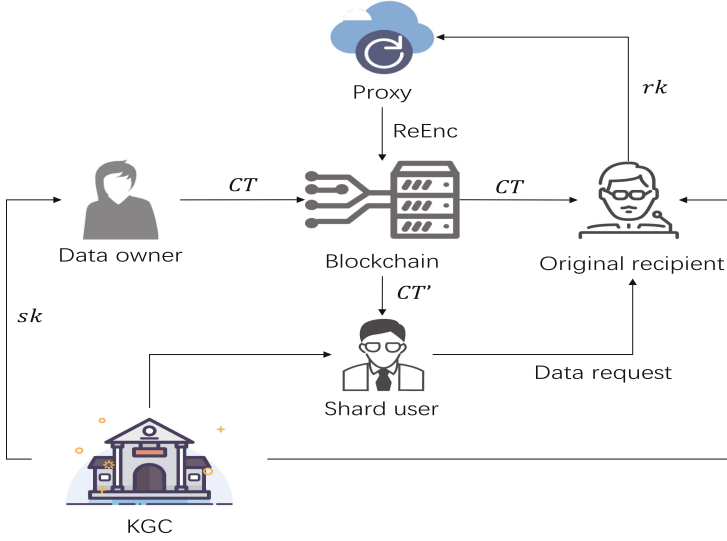 Proxy
rk
ReEnc
CT
CT
Data owner
Blockchain
Original recipient
CT’
sk
Data request
Shard user
KGC